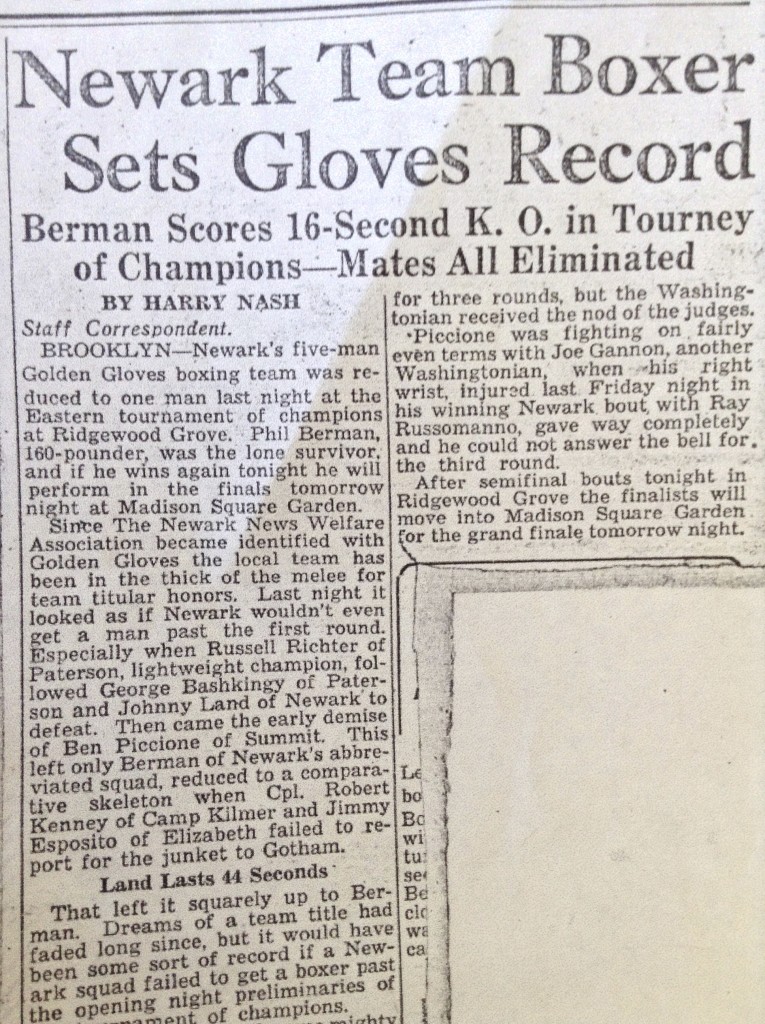 Newark Team Boxer
Sets Gloves Record
Berman Scores 16-Second K. O. in Tourney
of Champions—Mates All Eliminated
BY HARRY NASH
Staff Correspondent.
BROOKLYN—Newark's five-man
Golden Gloves boxing team was re-
duced to one man last night at the
Eastern tournament of champions
at Ridgewood Grove. Phil Berman,
160-pounder, was the lone survivor,
and if he wins again tonight he will
perform in the finals tomorrow
night at Madison Square Garden.
Since The Newark News Welfare
Association became identified with
Golden Gloves the local team has
been in the thick of the melee for
team titular honors. Last night it
looked as if Newark wouldn't even
get a man past the first round.
Especially when Russell Richter of
Paterson, lightweight champion, fol-
lowed George Bashkingy of Pater-
son and Johnny Land of Newark to
defeat. Then came the early demise
of Ben Piccione of Summit. This
left only Berman of Newark's abbre-
viated squad, reduced to a compara-
tive skeleton when Cpl. Robert
Kenney of Camp Kilmer and Jimmy
Esposito of Elizabeth failed to re-
port for the junket to Gotham.
Land Lasts 44 Seconds
That left it squarely up to Ber-
man. Dreams of a team title had
faded long since, but it would have
been some sort of record if a New-
ark squad failed to get a boxer past
the opening night preliminaries of
of champions.
mighty
for three rounds, but the Washing-
tonian received the nod of the judges.
Piccione was fighting on fairly
even terms with Joe Gannon, another
Washingtonian, when his right
wrist, injured last Friday night in
his winning Newark bout with Ray
Russomanno, gave way completely
and he could not answer the bell for
the third round.
After semifinal bouts tonight in
Ridgewood Grove the finalists will
move into Madison Square Garden
for the grand finale tomorrow night.
Le
bo
Bo
wi
tu
se
Be
clo
wa
ca